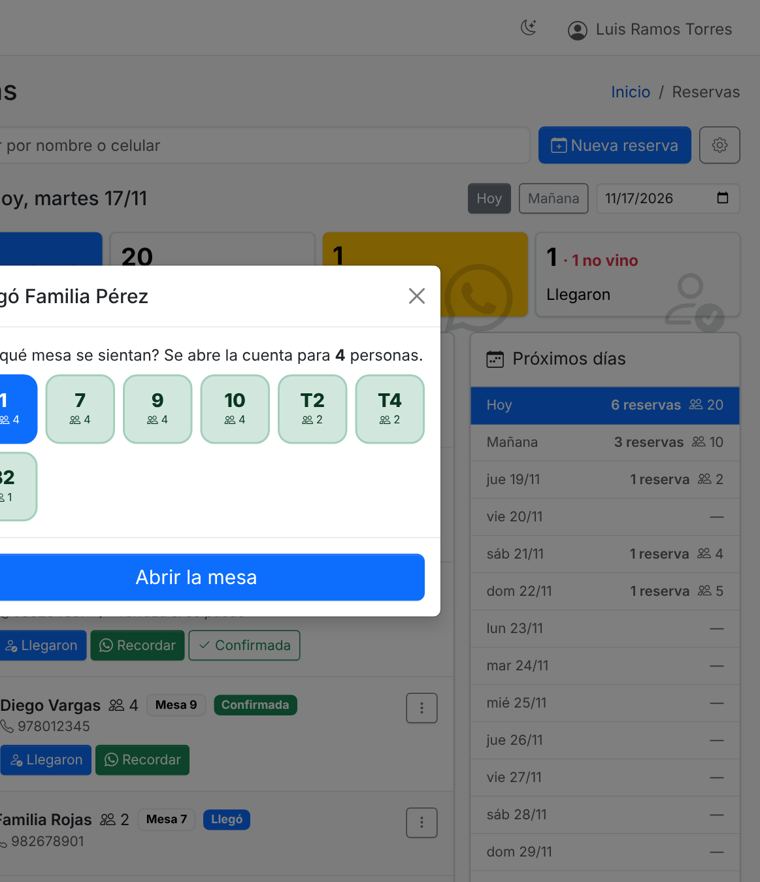 Luis Ramos Torres
s
Inicio / Reservas
r por nombre o celular
Nueva reserva
oy, martes 17/11
Hoy
Mañana
11/17/2026
20
1
1 · 1 no vino
Llegaron
gó Familia Pérez
qué mesa se sientan? Se abre la cuenta para 4 personas.
1
4
7
4
9
4
10
4
T2
2
T4
2
32
1
Abrir la mesa
Llegaron
Recordar
Confirmada
Diego Vargas 4 Mesa 9 Confirmada
978012345
Llegaron
Recordar
Familia Rojas 2 Mesa 7 Llegó
982678901
Próximos días
Hoy 6 reservas 20
Mañana 3 reservas 10
jue 19/11 1 reserva 2
vie 20/11 —
sáb 21/11 1 reserva 4
dom 22/11 1 reserva 5
lun 23/11 —
mar 24/11 —
mié 25/11 —
jue 26/11 —
vie 27/11 —
sáb 28/11 —
dom 29/11 —